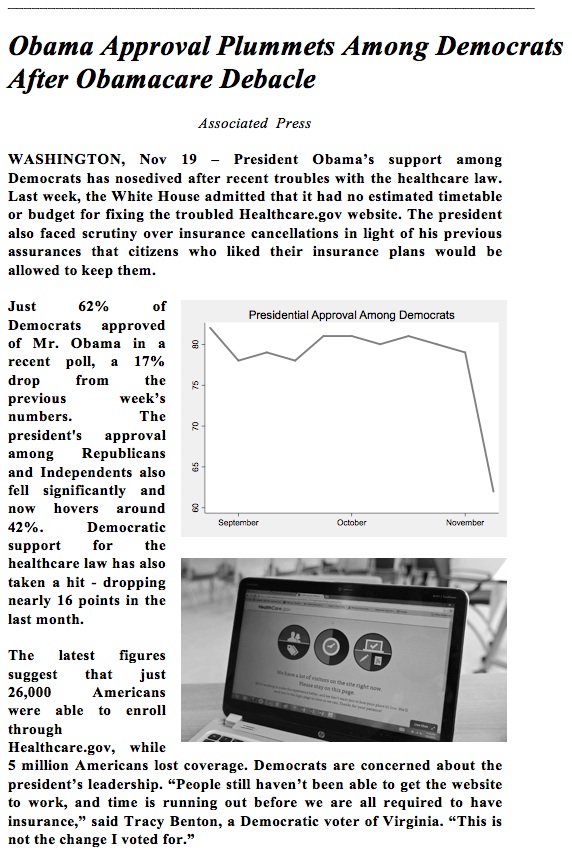 Obama Approval Plummets Among Democrats
After Obamacare Debacle
Associated Press
WASHINGTON, Nov 19 – President Obama's support among
Democrats has nosedived after recent troubles with the healthcare law.
Last week, the White House admitted that it had no estimated timetable
or budget for fixing the troubled Healthcare.gov website. The president
also faced scrutiny over insurance cancellations in light of his previous
assurances that citizens who liked their insurance plans would be
allowed to keep them.
Just 62% of
Democrats approved
of Mr. Obama in a
recent poll, a 17%
drop from the
previous week's
numbers. The
president's approval
among Republicans
and Independents also
fell significantly and
now hovers around
42%. Democratic
support for the
healthcare law has also
taken a hit - dropping
nearly 16 points in the
last month.
Presidential Approval Among Democrats
80
75
70
65
60
September October November
HealthCare.gov
We have a lot of visitors on the site right now.
Please stay on this page.
The latest figures
suggest that just
26,000 Americans
were able to enroll
through
Healthcare.gov, while
5 million Americans lost coverage. Democrats are concerned about the
president's leadership. “People still haven't been able to get the website
to work, and time is running out before we are all required to have
insurance,” said Tracy Benton, a Democratic voter of Virginia. “This is
not the change I voted for.”